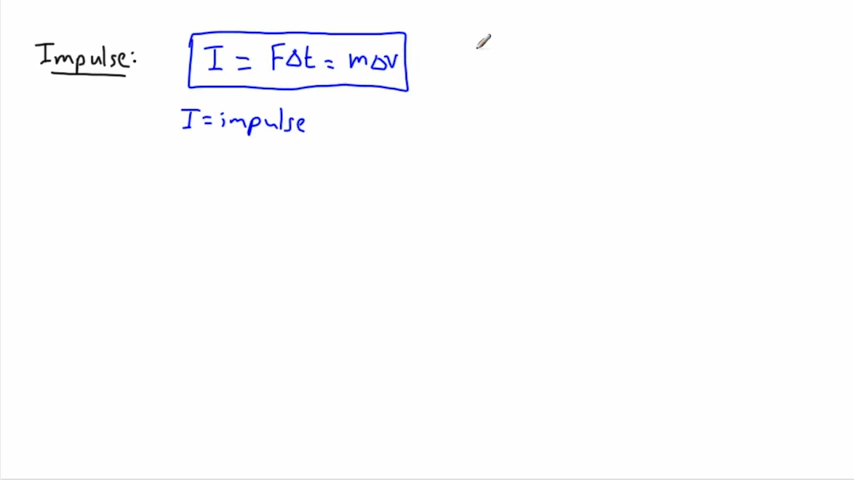 Impulse: I = FΔt = mΔv
I = impulse